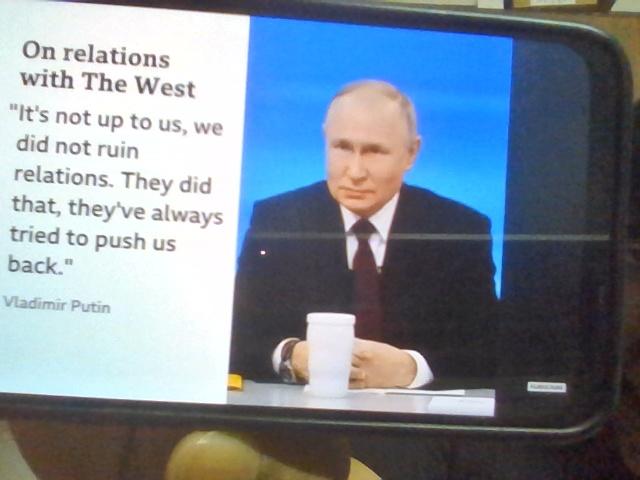 On relations
with The West
"It's not up to us, we
did not ruin
relations. They did
that, they've always
tried to push us
back."
Vladimir Putin
SUBSCRIBE